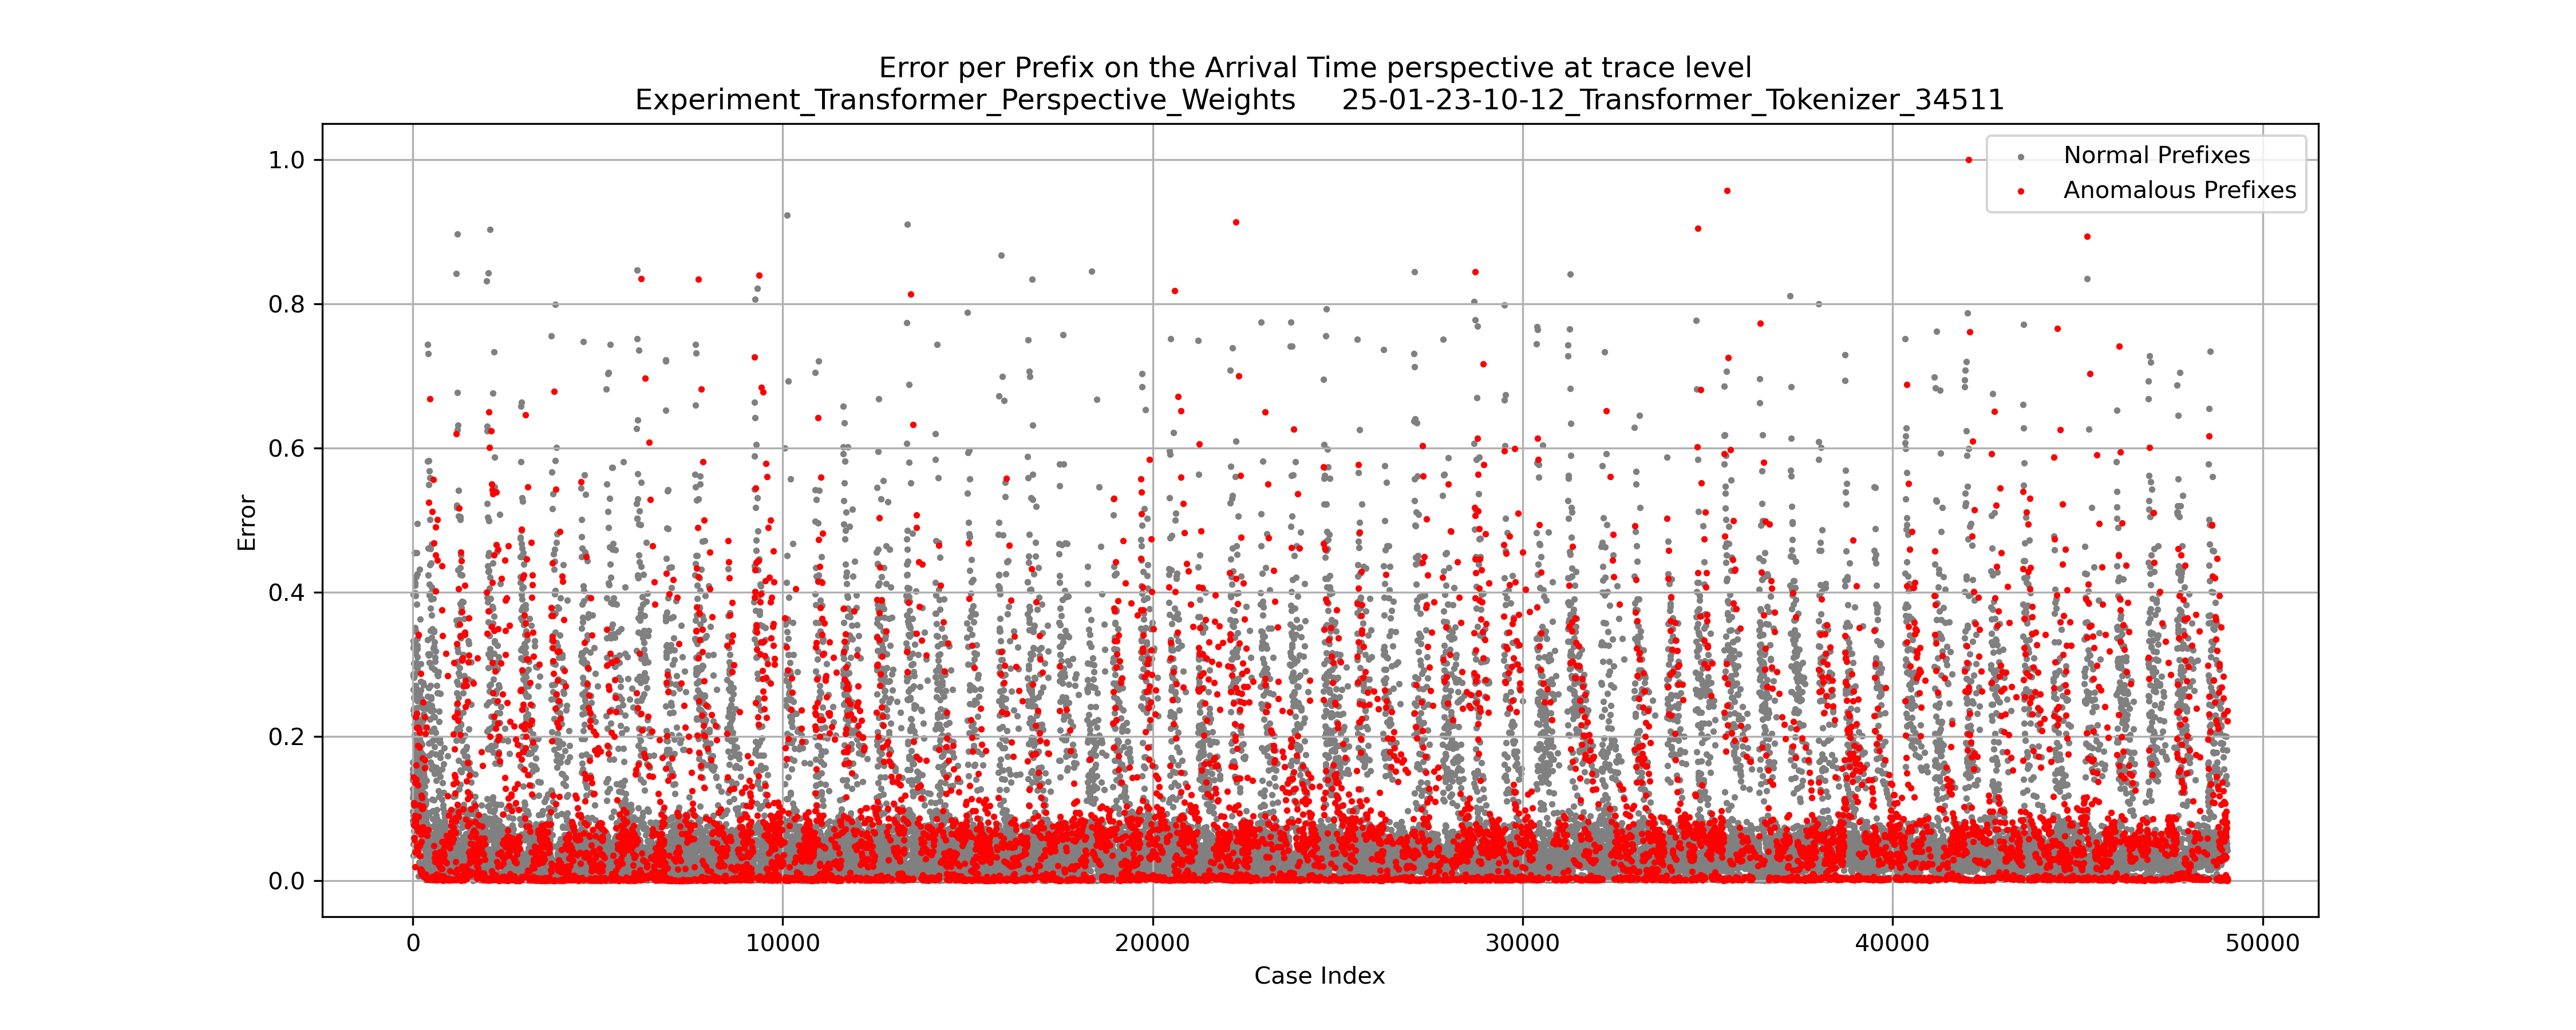 Error per Prefix on the Arrival Time perspective at trace level
Experiment_Transformer_Perspective_Weights     25-01-23-10-12_Transformer_Tokenizer_34511
Normal Prefixes
Anomalous Prefixes
1.0
0.8
0.6
0.4
0.2
0.0
Error
0 10000 20000 30000 40000 50000
Case Index